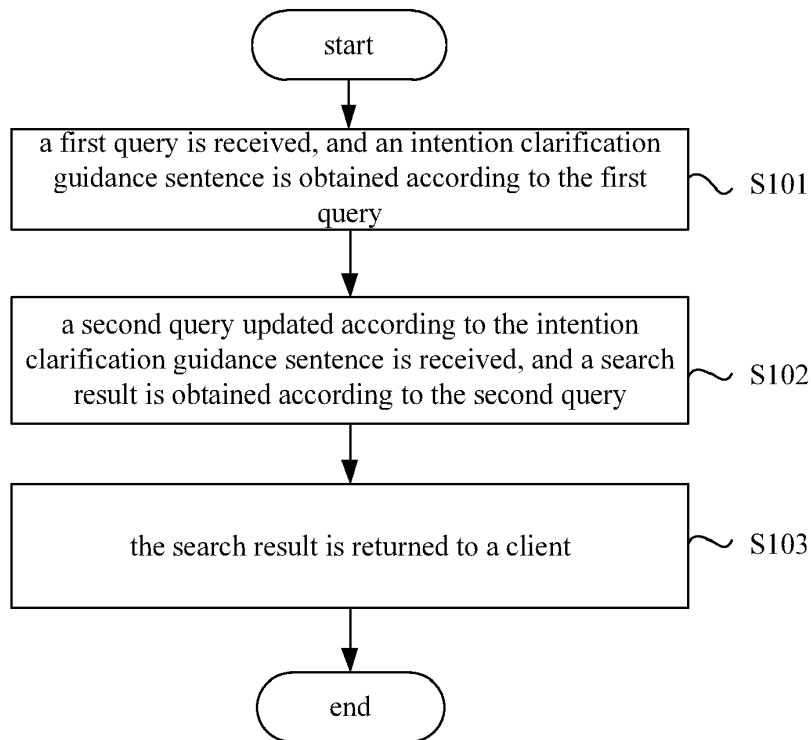 start
a first query is received, and an intention clarification
guidance sentence is obtained according to the first
query
S101
a second query updated according to the intention
clarification guidance sentence is received, and a search
result is obtained according to the second query
S102
the search result is returned to a client
S103
end